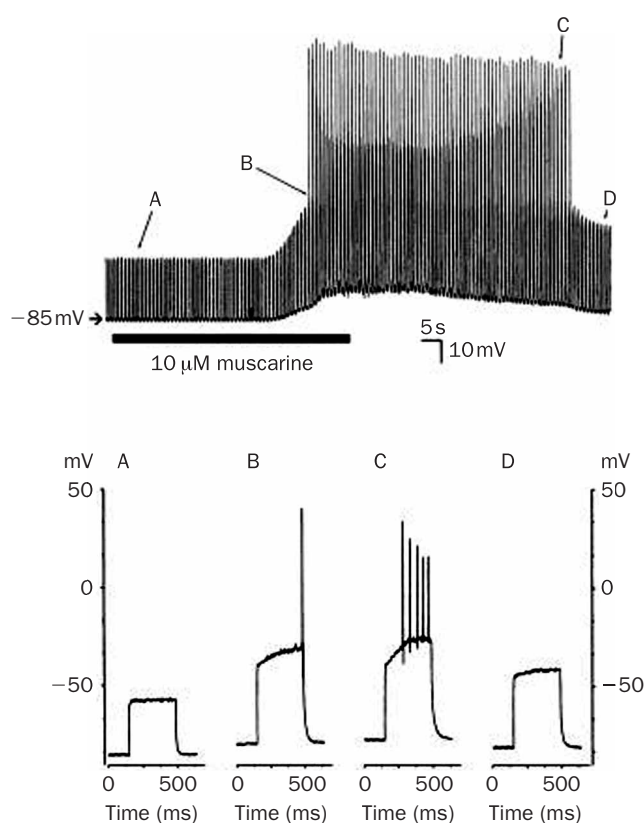 C
B
A
D
−85 mV
5 s
10 mV
10 μM muscarine
mV A B C D mV
50 50
0 0
−50 −50
0 500 0 500 0 500 0 500
Time (ms) Time (ms) Time (ms) Time (ms)